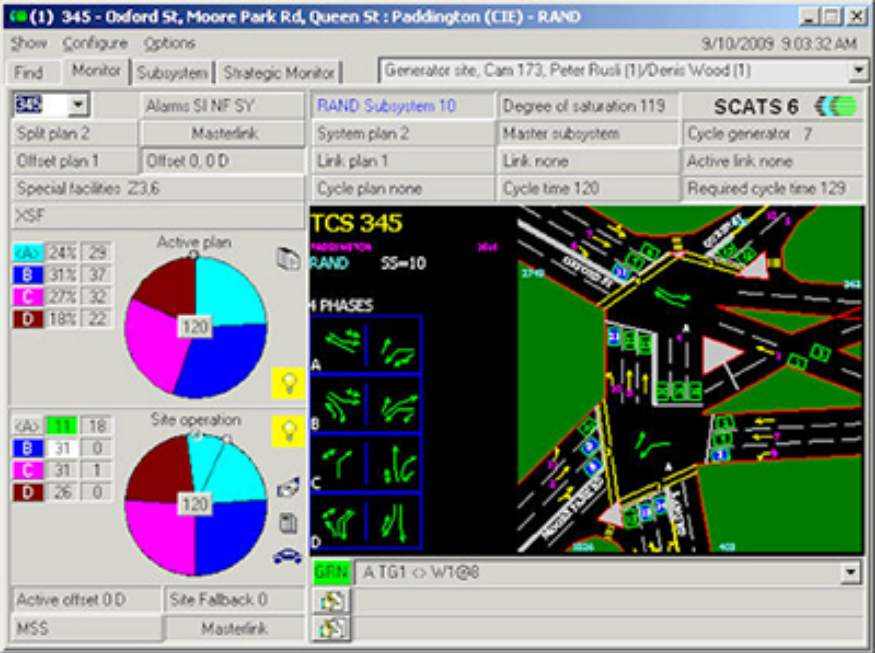 (1) 345 - Oxford St, Moore Park Rd, Queen St : Paddington (CIE) - RAND
Show Configure Options 9/10/2009 9:03:32 AM
Find Monitor Subsystem Strategic Monitor Generator site, Cam 173, Peter Rusli (1)/Denis Wood (1)
345 Alarms SI NF SY RAND Subsystem 10 Degree of saturation 119 SCATS 6
Split plan 2 Masterlink System plan 2 Master subsystem Cycle generator 7
Offset plan 1 Offset 0, 0 D Link plan 1 Link none Active link none
Special facilities Z3,6 Cycle plan none Cycle time 120 Required cycle time 129
XSF
Active plan
<A> 24% 29
B 31% 37
C 27% 32
D 18% 22
120
Site operation
<A> 11 18
B 31 0
C 31 1
D 26 0
120
TCS 345
PADDINGTON
RAND SS=10
4 PHASES
A
B
C
D
OXFORD ST
MOORE PARK RD
A
A
GRN A TG1 <> W1@8
Active offset 0 D Site Fallback 0
MSS Masterlink